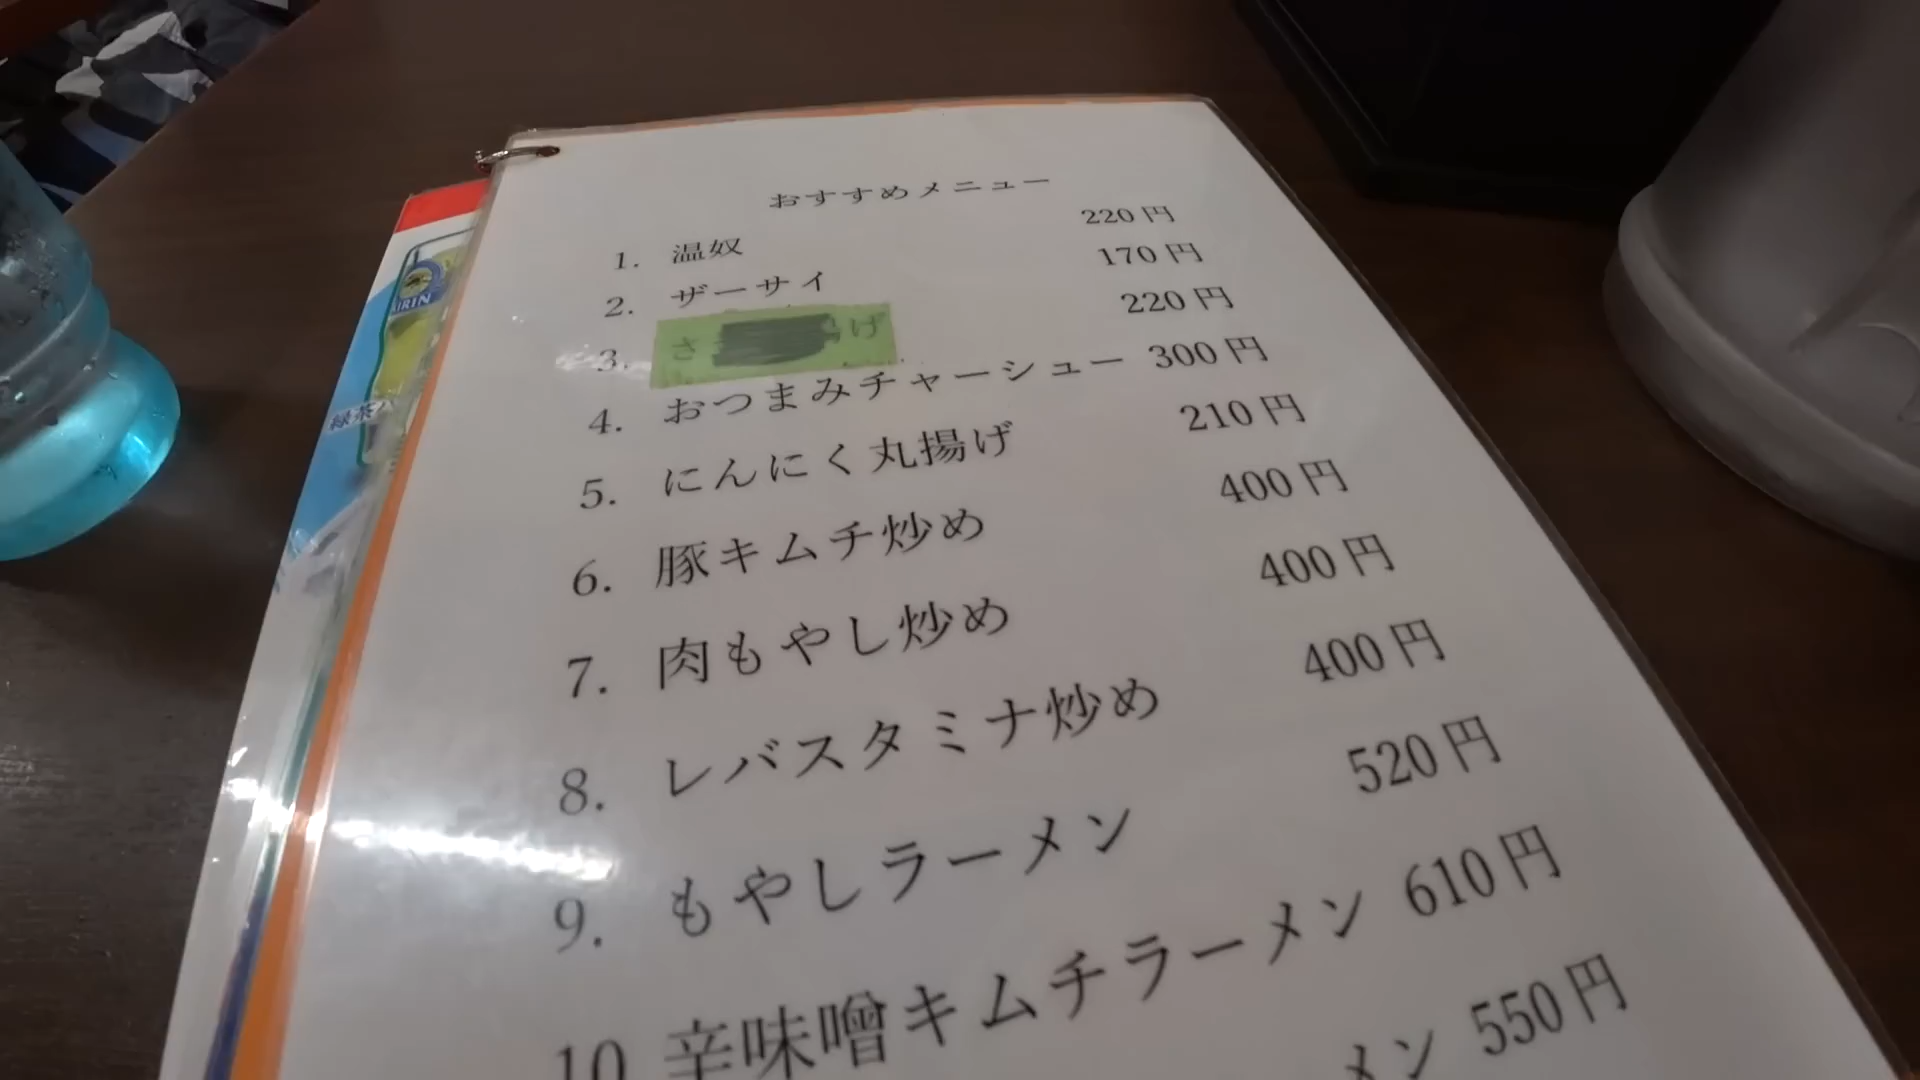 おすすめメニュー
1. 温奴 220円
2. ザーサイ 170円
3. さ げ 220円
4. おつまみチャーシュー 300円
5. にんにく丸揚げ 210円
6. 豚キムチ炒め 400円
7. 肉もやし炒め 400円
8. レバスタミナ炒め 400円
9. もやしラーメン 520円
10 辛味噌キムチラーメン 610円
メン 550円
KIRIN
緑茶ハ